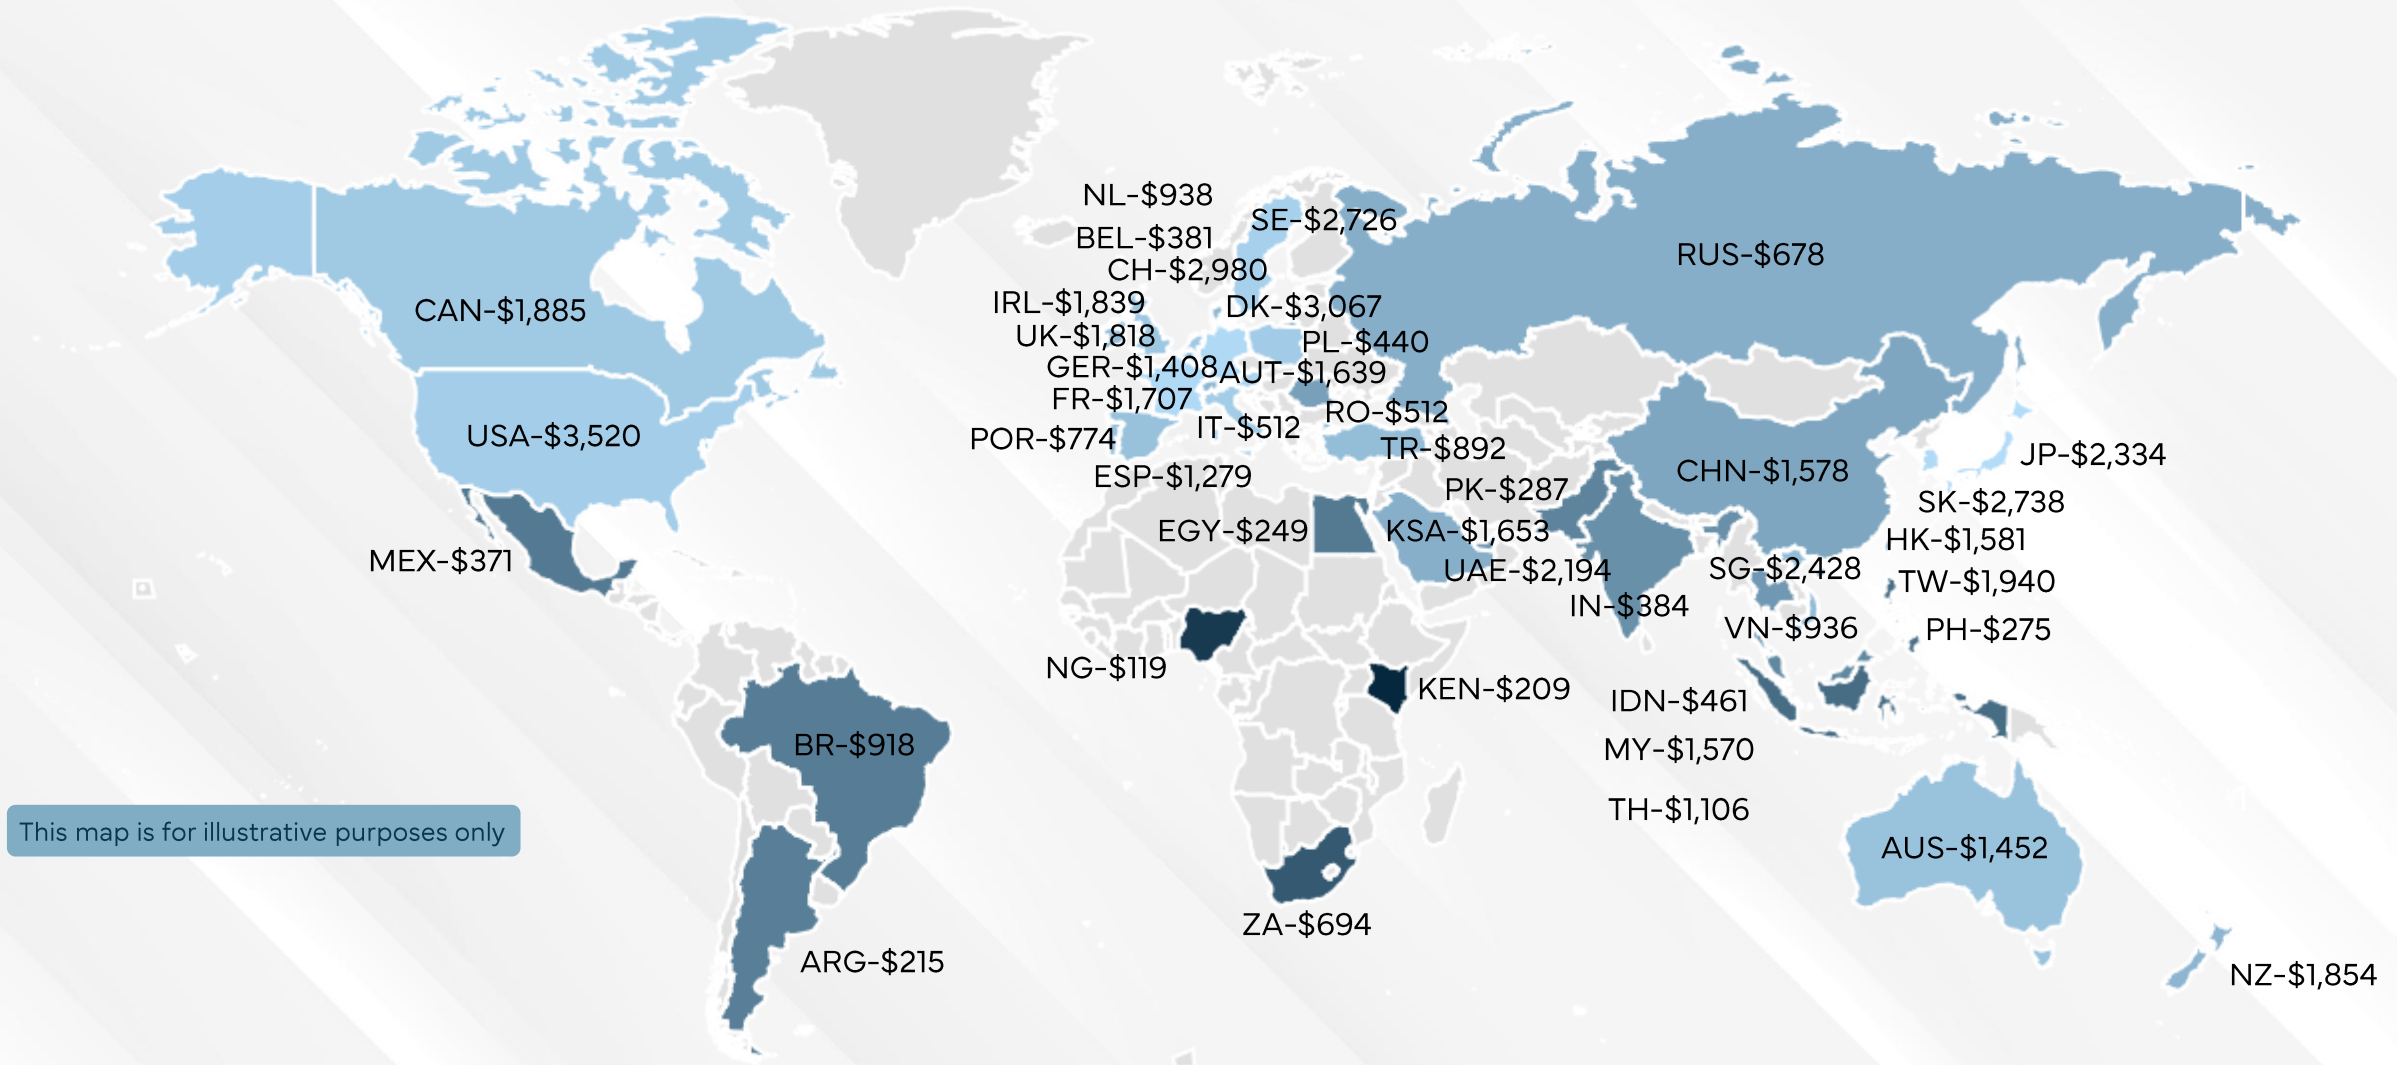 NL-$938
SE-$2,726
BEL-$381
RUS-$678
CH-$2,980
IRL-$1,839
DK-$3,067
CAN-$1,885
UK-$1,818
PL-$440
GER-$1,408
AUT-$1,639
FR-$1,707
RO-$512
IT-$512
USA-$3,520
POR-$774
TR-$892
JP-$2,334
ESP-$1,279
CHN-$1,578
PK-$287
SK-$2,738
EGY-$249
KSA-$1,653
HK-$1,581
MEX-$371
UAE-$2,194
SG-$2,428
TW-$1,940
IN-$384
VN-$936
PH-$275
NG-$119
KEN-$209
IDN-$461
BR-$918
MY-$1,570
TH-$1,106
This map is for illustrative purposes only
AUS-$1,452
ZA-$694
ARG-$215
NZ-$1,854